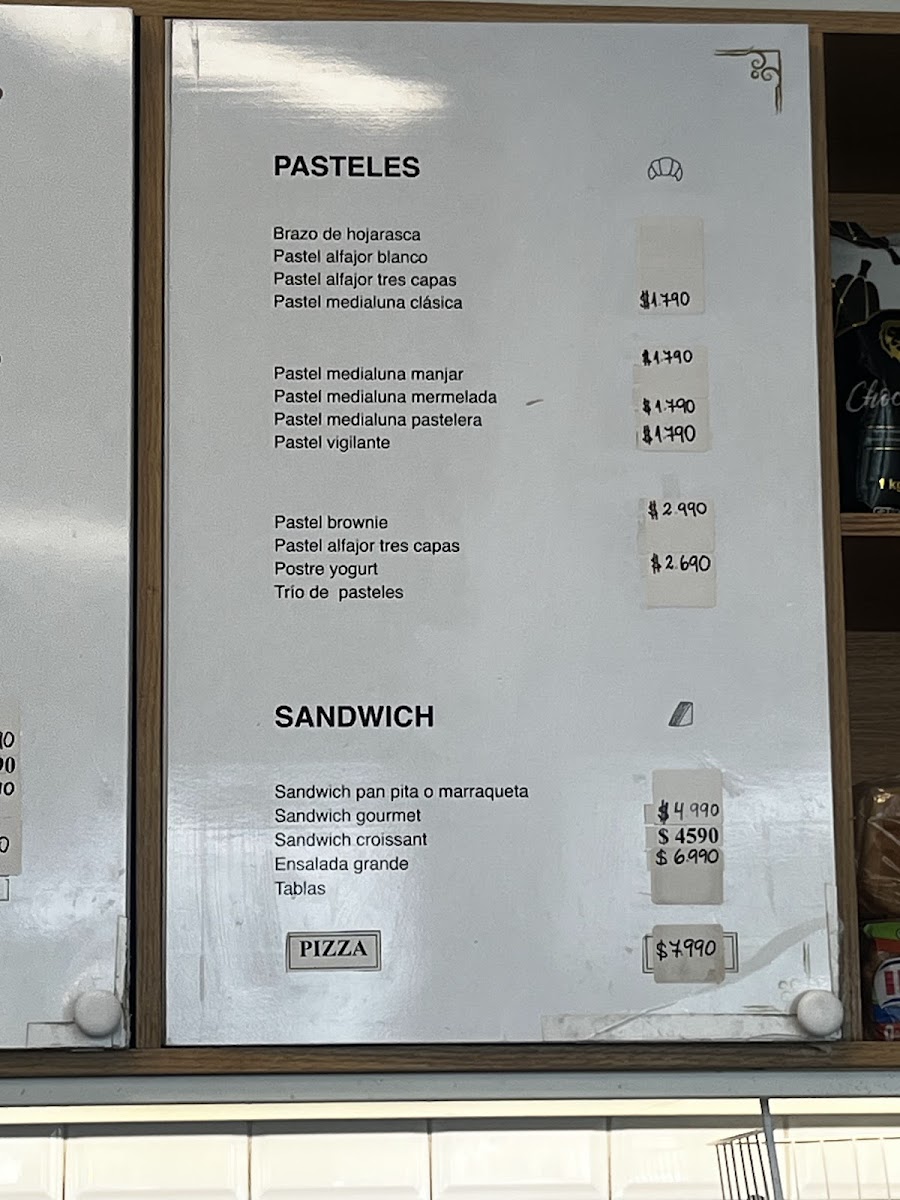 PASTELES
Brazo de hojarasca
Pastel alfajor blanco
Pastel alfajor tres capas
Pastel medialuna clásica $1.790
Pastel medialuna manjar $1.790
Pastel medialuna mermelada
Pastel medialuna pastelera $1.790
Pastel vigilante $1.790
Pastel brownie $2.990
Pastel alfajor tres capas
Postre yogurt $2.690
Trío de pasteles
SANDWICH
Sandwich pan pita o marraqueta
Sandwich gourmet $4.990
Sandwich croissant $ 4590
Ensalada grande $6.990
Tablas
PIZZA $7.990
1 kg